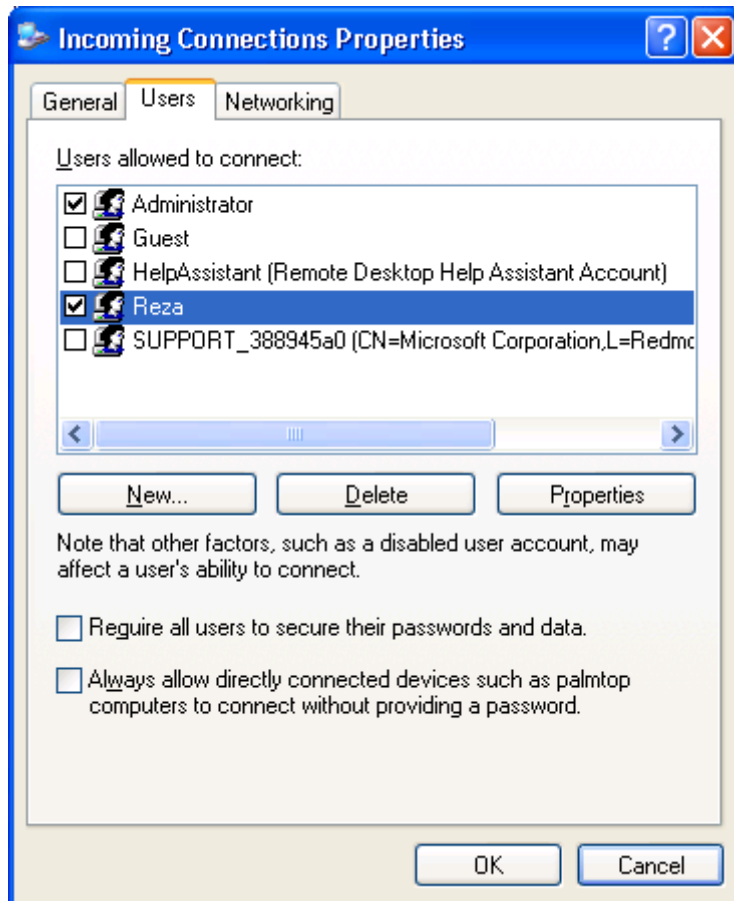 Incoming Connections Properties
General Users Networking
Users allowed to connect:
Administrator
Guest
HelpAssistant (Remote Desktop Help Assistant Account)
Reza
SUPPORT_388945a0 (CN=Microsoft Corporation,L=Redmo
New... Delete Properties
Note that other factors, such as a disabled user account, may
affect a user's ability to connect.
Require all users to secure their passwords and data.
Always allow directly connected devices such as palmtop
computers to connect without providing a password.
OK Cancel